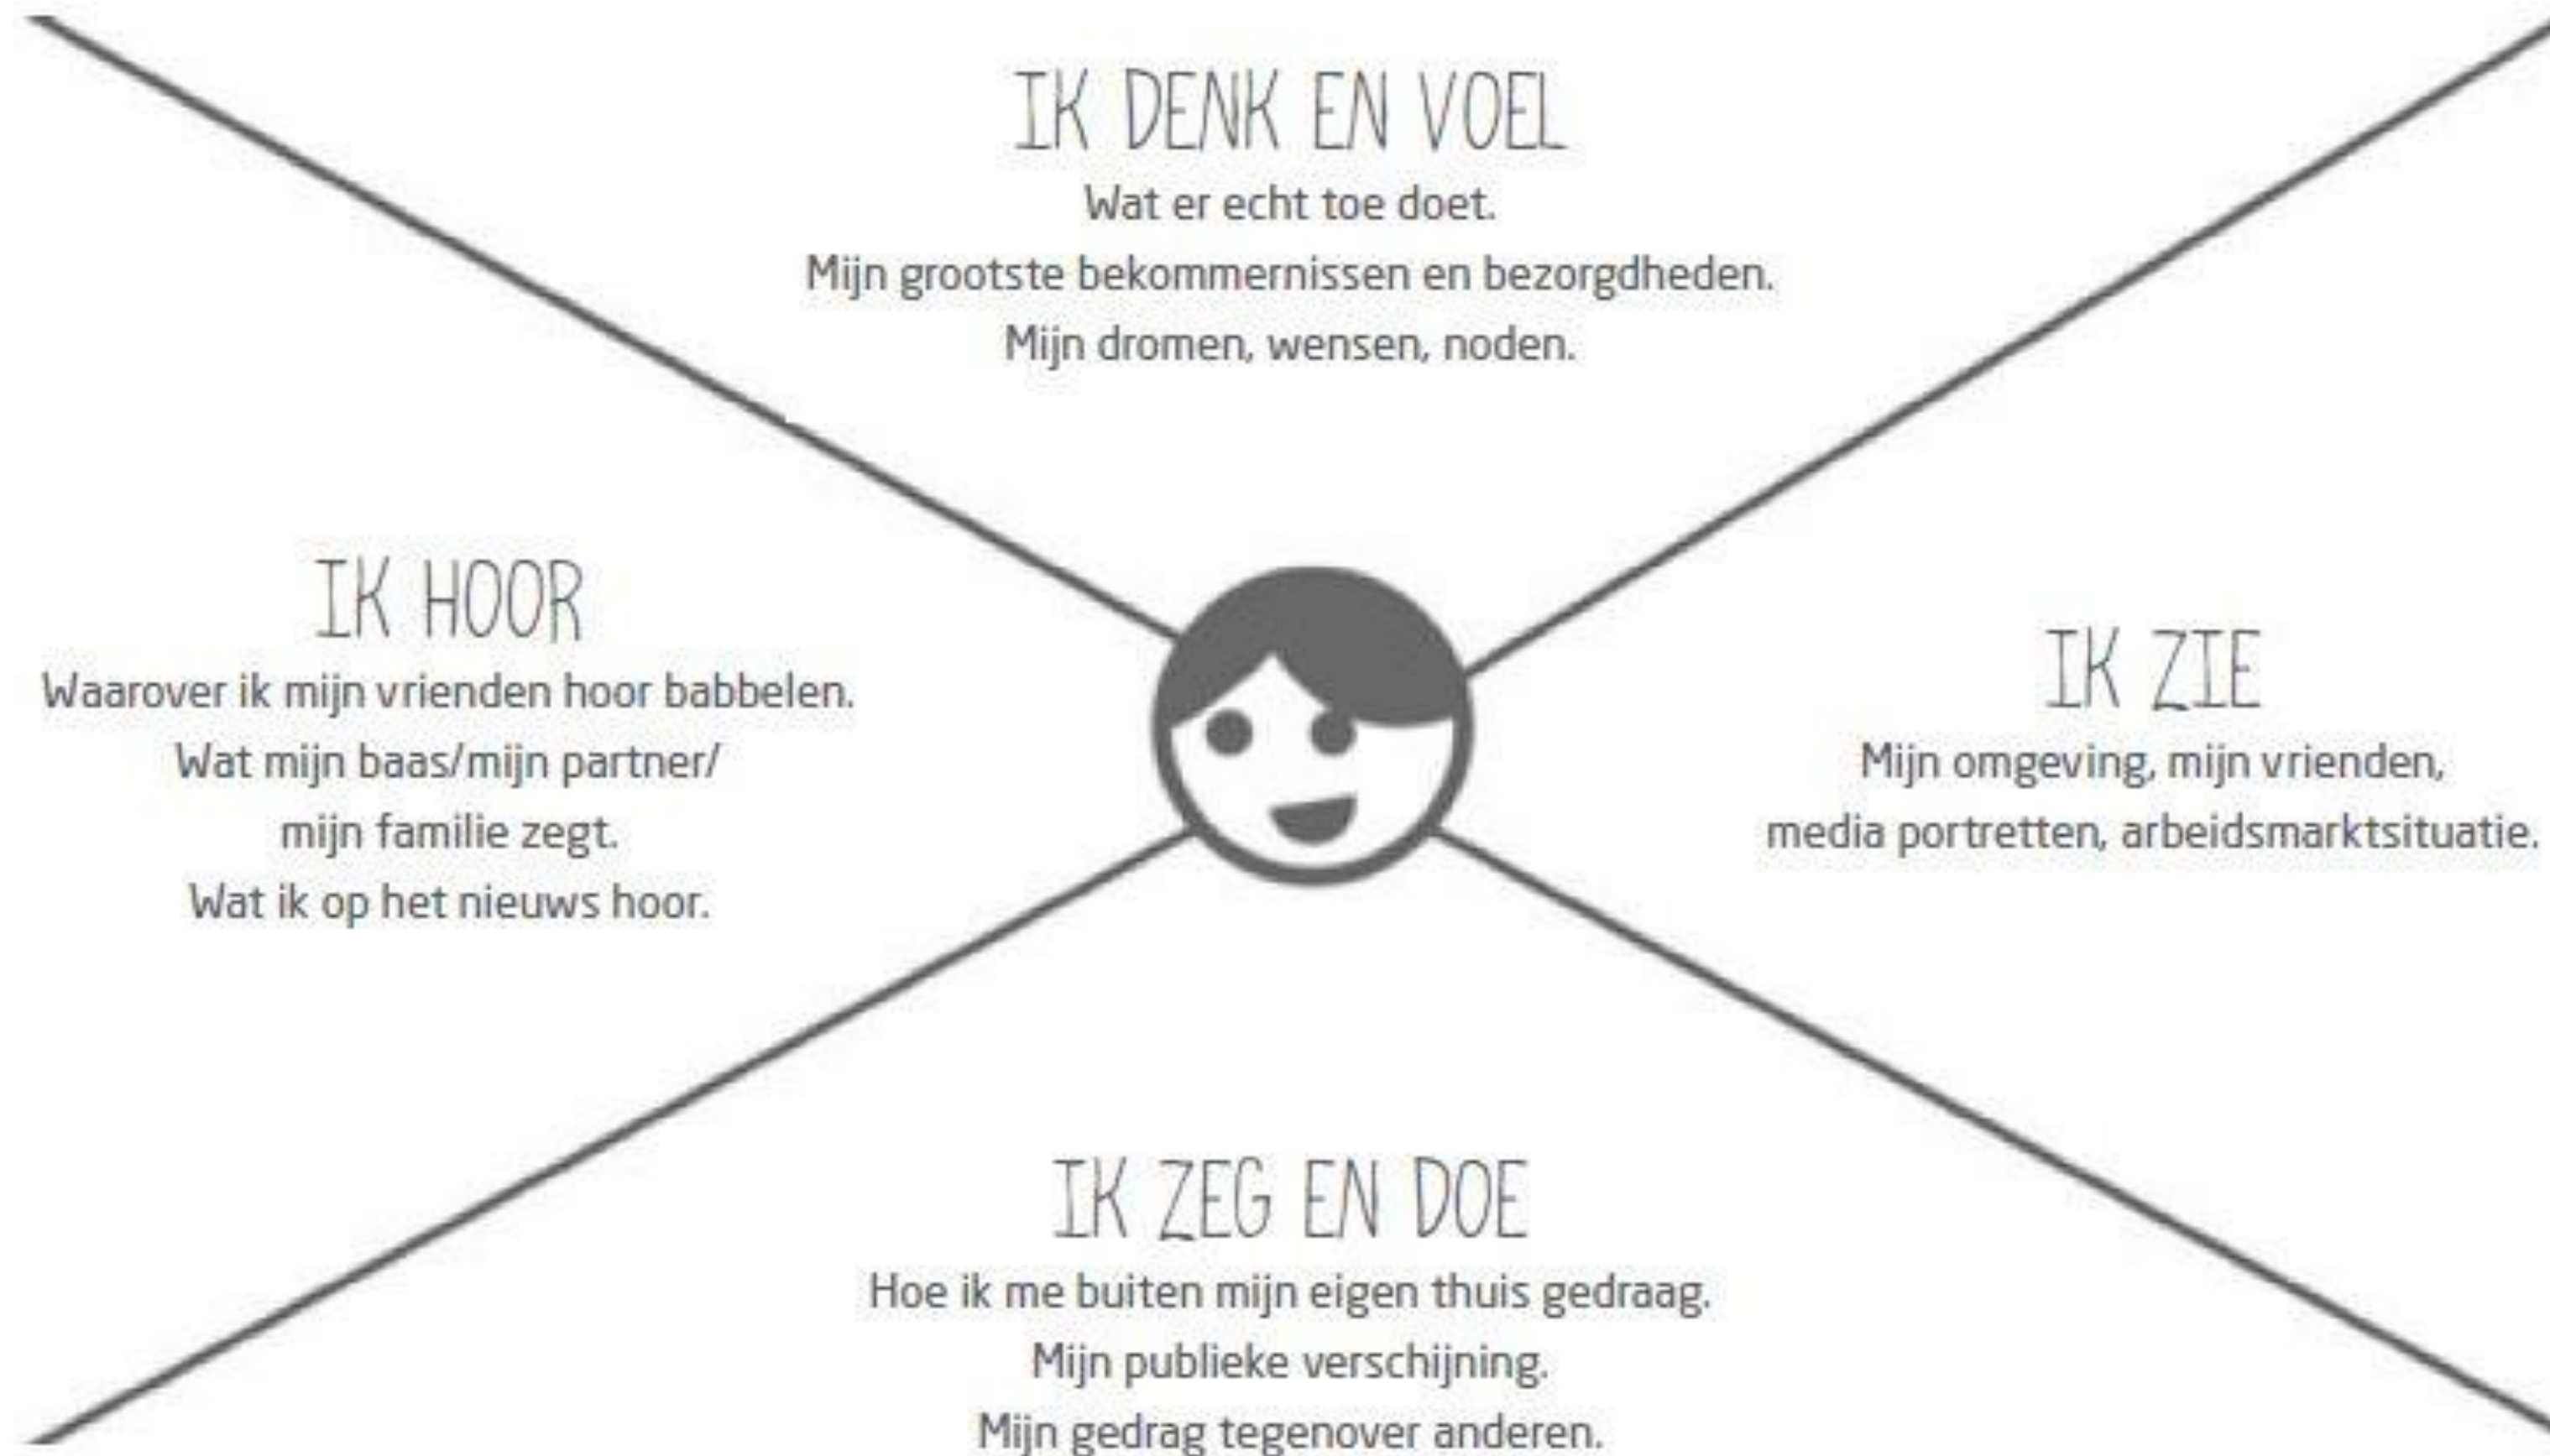 IK DENK EN VOEL
Wat er echt toe doet.
Mijn grootste bekommernissen en bezorgdheden.
Mijn dromen, wensen, noden.
IK HOOR
Waarover ik mijn vrienden hoor babbelen.
Wat mijn baas/mijn partner/
mijn familie zegt.
Wat ik op het nieuws hoor.
IK ZIE
Mijn omgeving, mijn vrienden,
media portretten, arbeidsmarktsituatie.
IK ZEG EN DOE
Hoe ik me buiten mijn eigen thuis gedraag.
Mijn publieke verschijning.
Mijn gedrag tegenover anderen.